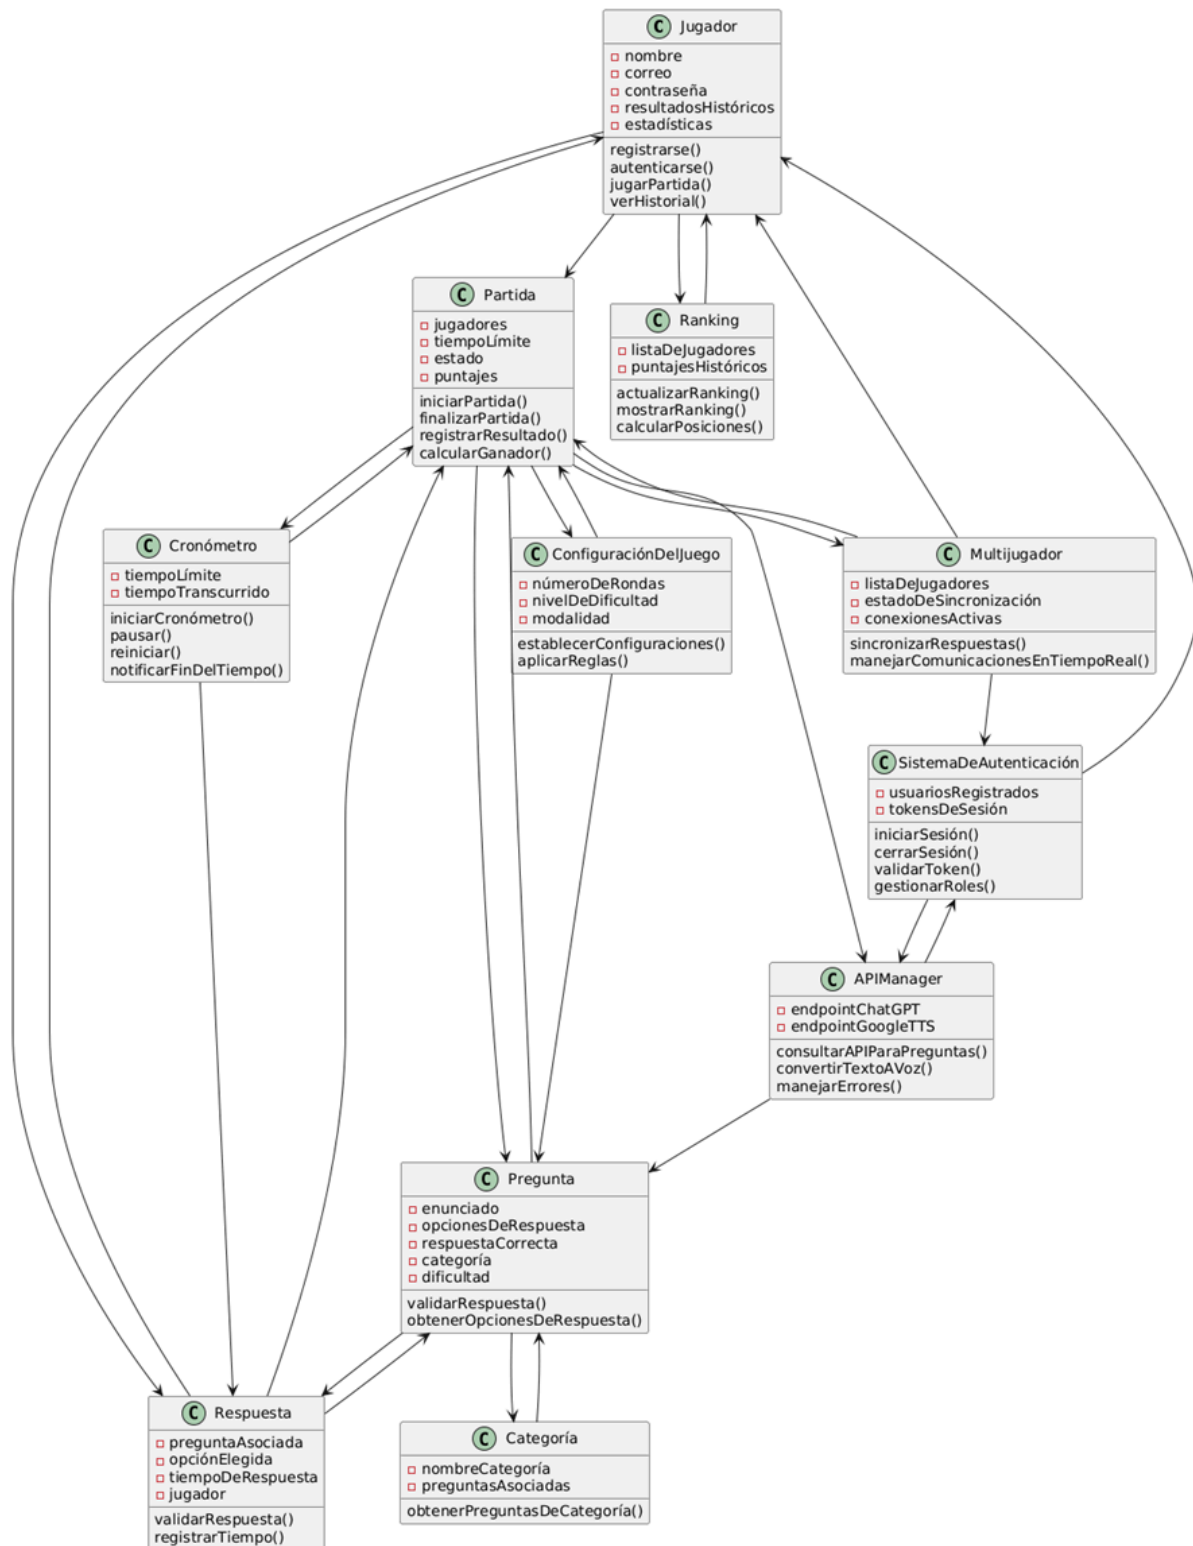 C Jugador
nombre
correo
contraseña
resultadosHistóricos
estadísticas
registrarse()
autenticarse()
jugarPartida()
verHistorial()
C Partida
jugadores
tiempoLímite
estado
puntajes
iniciarPartida()
finalizarPartida()
registrarResultado()
calcularGanador()
C Ranking
listaDeJugadores
puntajesHistóricos
actualizarRanking()
mostrarRanking()
calcularPosiciones()
C Cronómetro
tiempoLímite
tiempoTranscurrido
iniciarCronómetro()
pausar()
reiniciar()
notificarFinDelTiempo()
C ConfiguraciónDelJuego
númeroDeRondas
nivelDeDificultad
modalidad
establecerConfiguraciones()
aplicarReglas()
C Multijugador
listaDeJugadores
estadoDeSincronización
conexionesActivas
sincronizarRespuestas()
manejarComunicacionesEnTiempoReal()
C SistemaDeAutenticación
usuariosRegistrados
tokensDeSesión
iniciarSesión()
cerrarSesión()
validarToken()
gestionarRoles()
C APIManager
endpointChatGPT
endpointGoogleTTS
consultarAPIParaPreguntas()
convertirTextoAVoz()
manejarErrores()
C Pregunta
enunciado
opcionesDeRespuesta
respuestaCorrecta
categoría
dificultad
validarRespuesta()
obtenerOpcionesDeRespuesta()
C Respuesta
preguntaAsociada
opciónElegida
tiempoDeRespuesta
jugador
validarRespuesta()
registrarTiempo()
C Categoría
nombreCategoría
preguntasAsociadas
obtenerPreguntasDeCategoría()